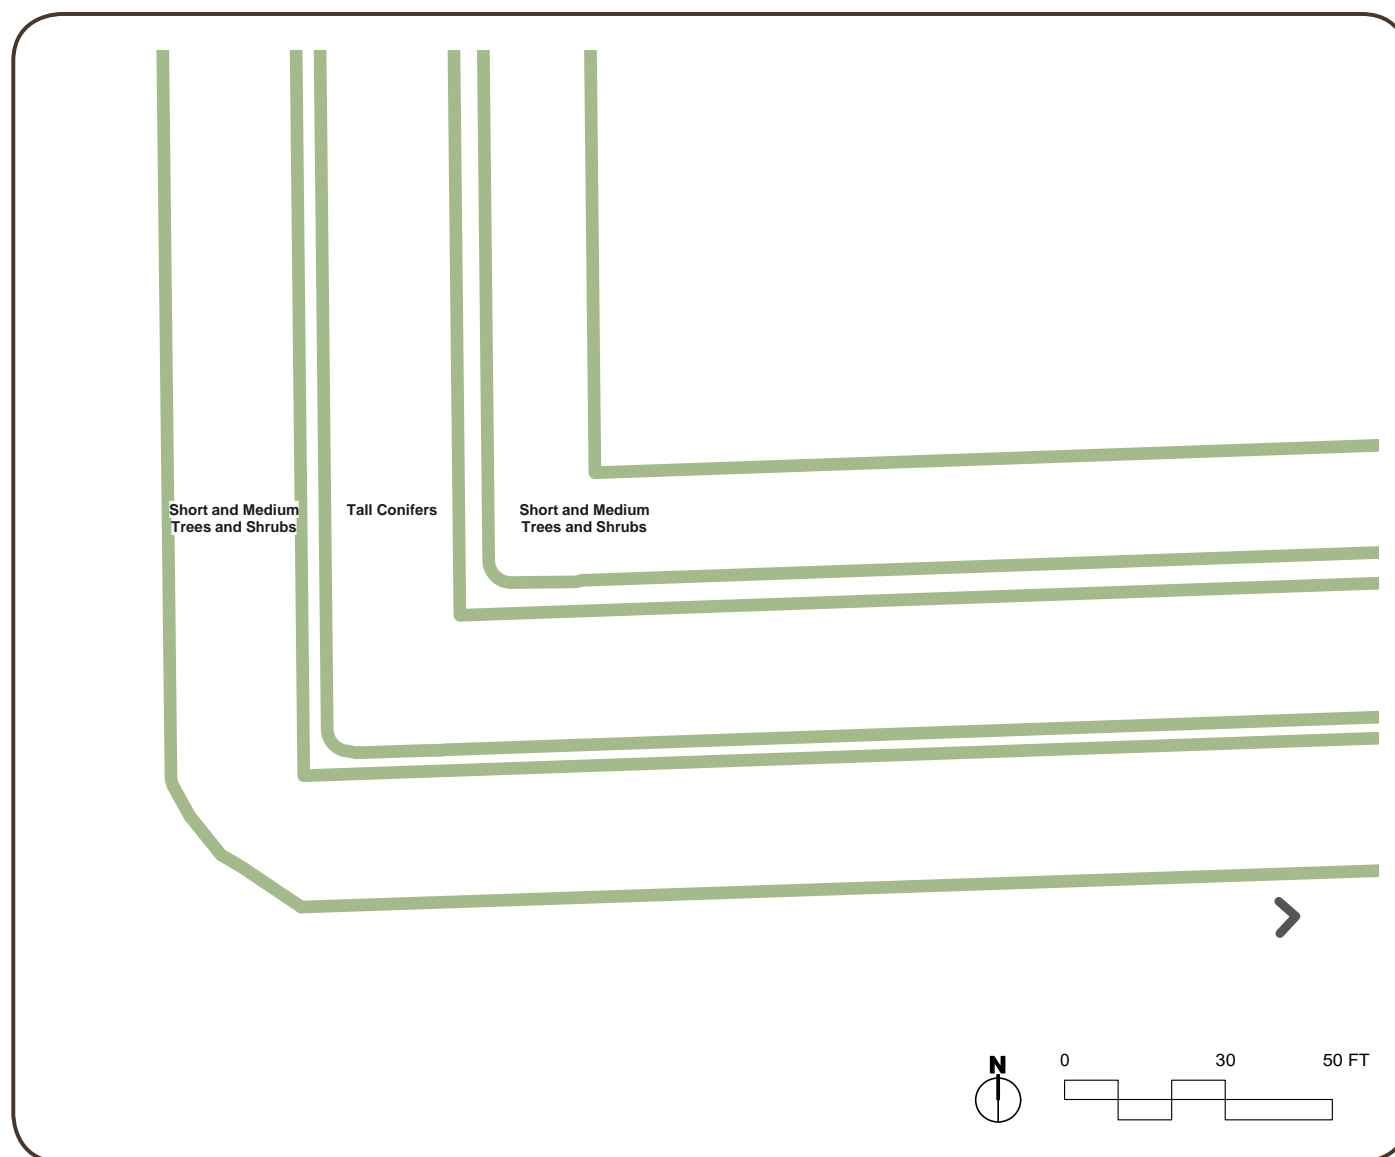 Short and Medium
Trees and Shrubs
Tall Conifers
Short and Medium
Trees and Shrubs
N
0 30 50 FT